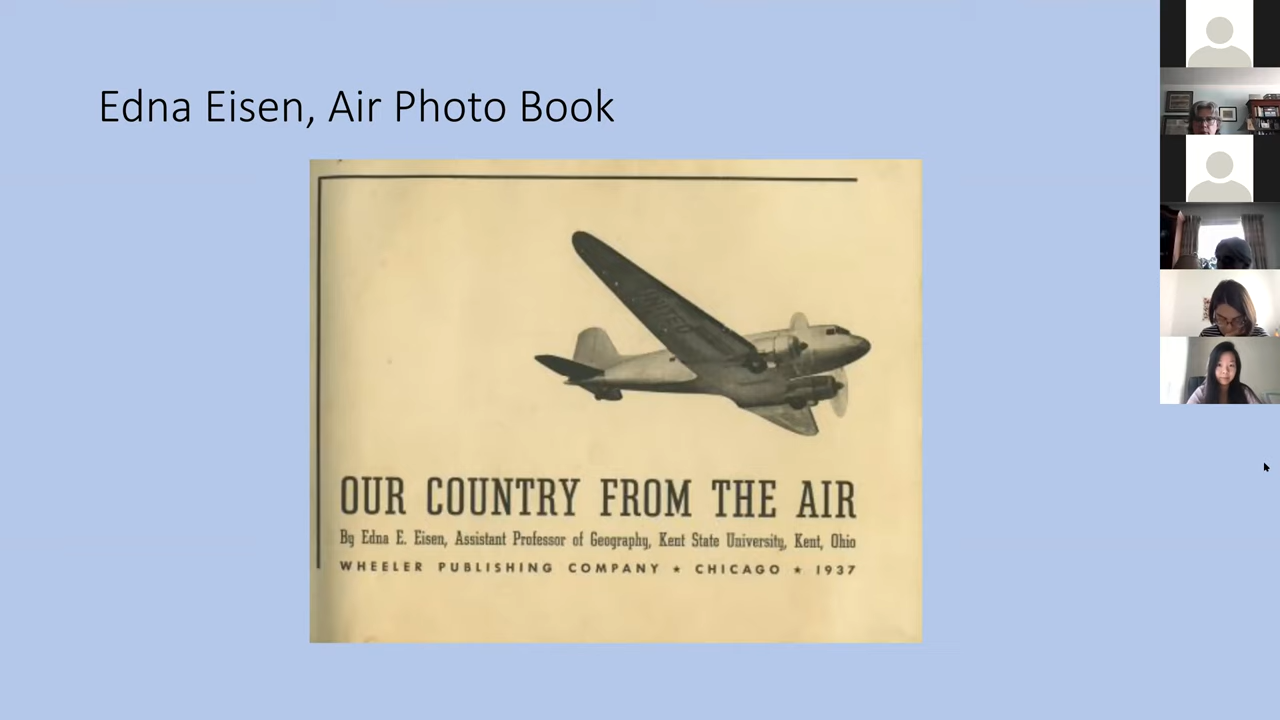 Edna Eisen, Air Photo Book
UNITED
OUR COUNTRY FROM THE AIR
By Edna E. Eisen, Assistant Professor of Geography, Kent State University, Kent, Ohio
WHEELER PUBLISHING COMPANY ★ CHICAGO ★ 1937